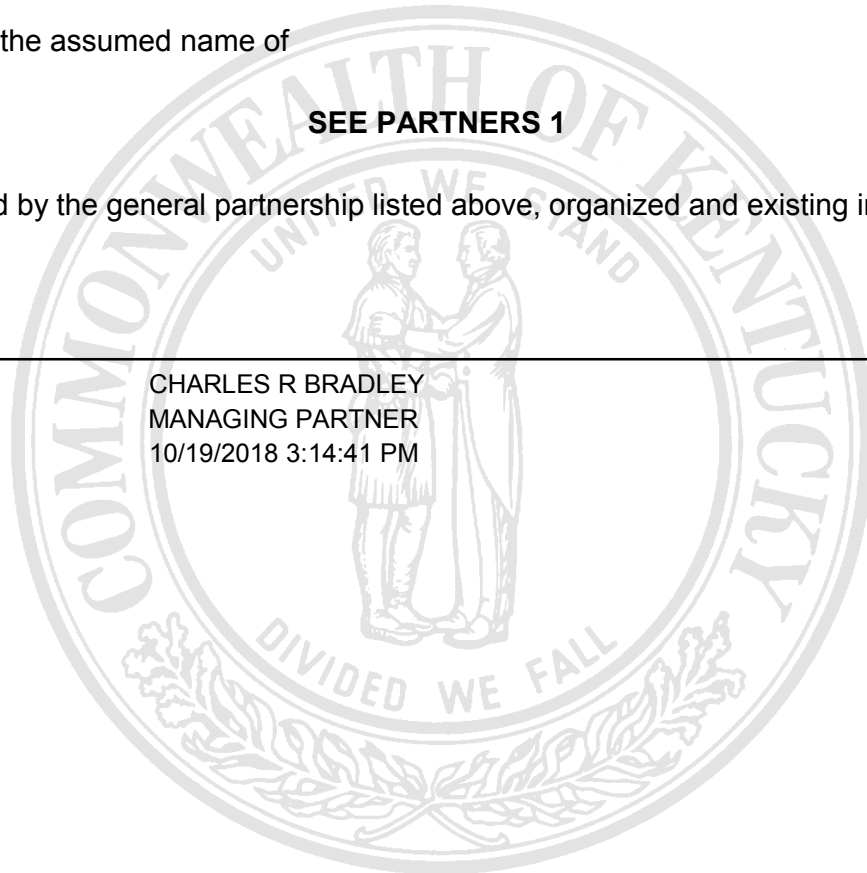 the assumed name of
SEE PARTNERS 1
d by the general partnership listed above, organized and existing i
CHARLES R BRADLEY
MANAGING PARTNER
10/19/2018 3:14:41 PM
COMMONWEALTH OF KENTUCKY
UNITED WE STAND
DIVIDED WE FALL